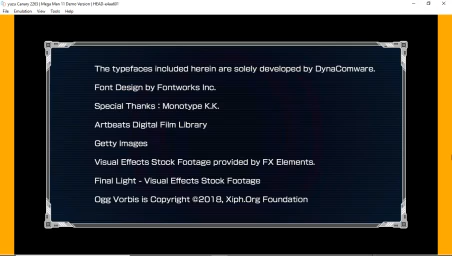 yuzu Canary 2263 | Mega Man 11 Demo Version | HEAD-
File Emulation View Tools Help
The typefaces included herein are solely developed by DynaComware.
Font Design by Fontworks Inc.
Special Thanks : Monotype K.K.
Artbeats Digital Film Library
Getty Images
Visual Effects Stock Footage provided by FX Elements.
Final Light - Visual Effects Stock Footage
Ogg Vorbis is Copyright ©2018, Xiph.Org Foundation